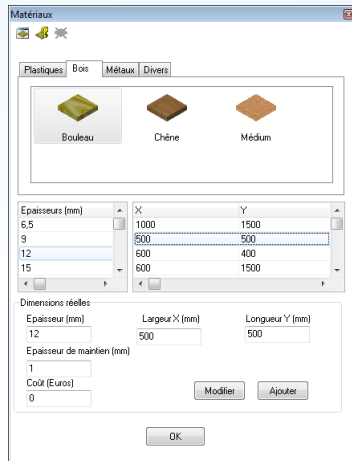 Matériaux
Plastiques Bois Métaux Divers
Bouleau Chêne Médium
Epaisseurs (mm) X Y
6,5 1000 1500
9 500 500
12 600 400
15 600 1500
Dimensions réelles
Epaisseur (mm) Largeur X (mm) Longueur Y (mm)
12 500 500
Epaisseur de maintien (mm)
1
Coût (Euros)
0
Modifier Ajouter
OK